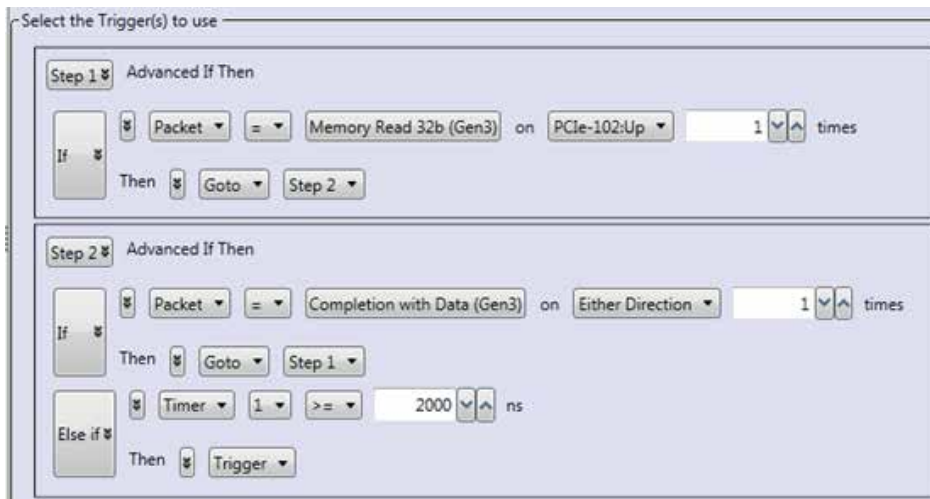 Select the Trigger(s) to use
Step 1 Advanced If Then
If
Packet = Memory Read 32b (Gen3) on PCIe-102:Up 1 times
Then Goto Step 2
Step 2 Advanced If Then
If
Packet = Completion with Data (Gen3) on Either Direction 1 times
Then Goto Step 1
Else if
Timer 1 >= 2000 ns
Then Trigger